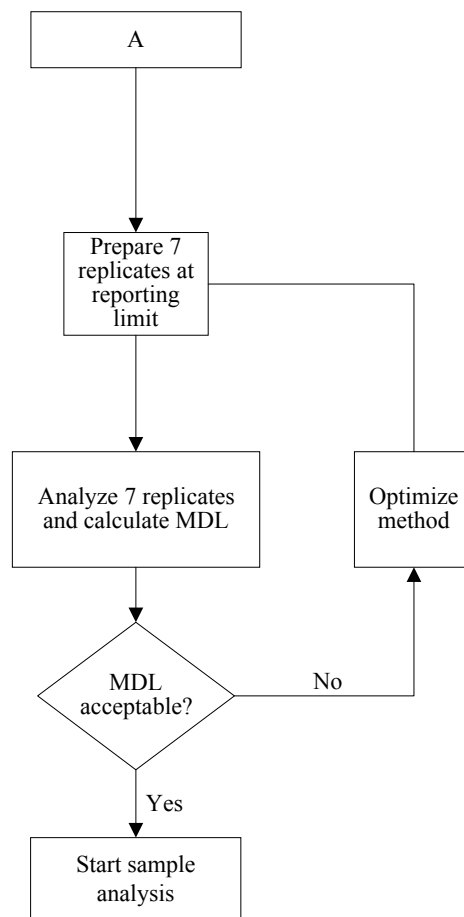 A
Prepare 7
replicates at
reporting
limit
Analyze 7 replicates
and calculate MDL
Optimize
method
MDL
acceptable?
No
Yes
Start sample
analysis